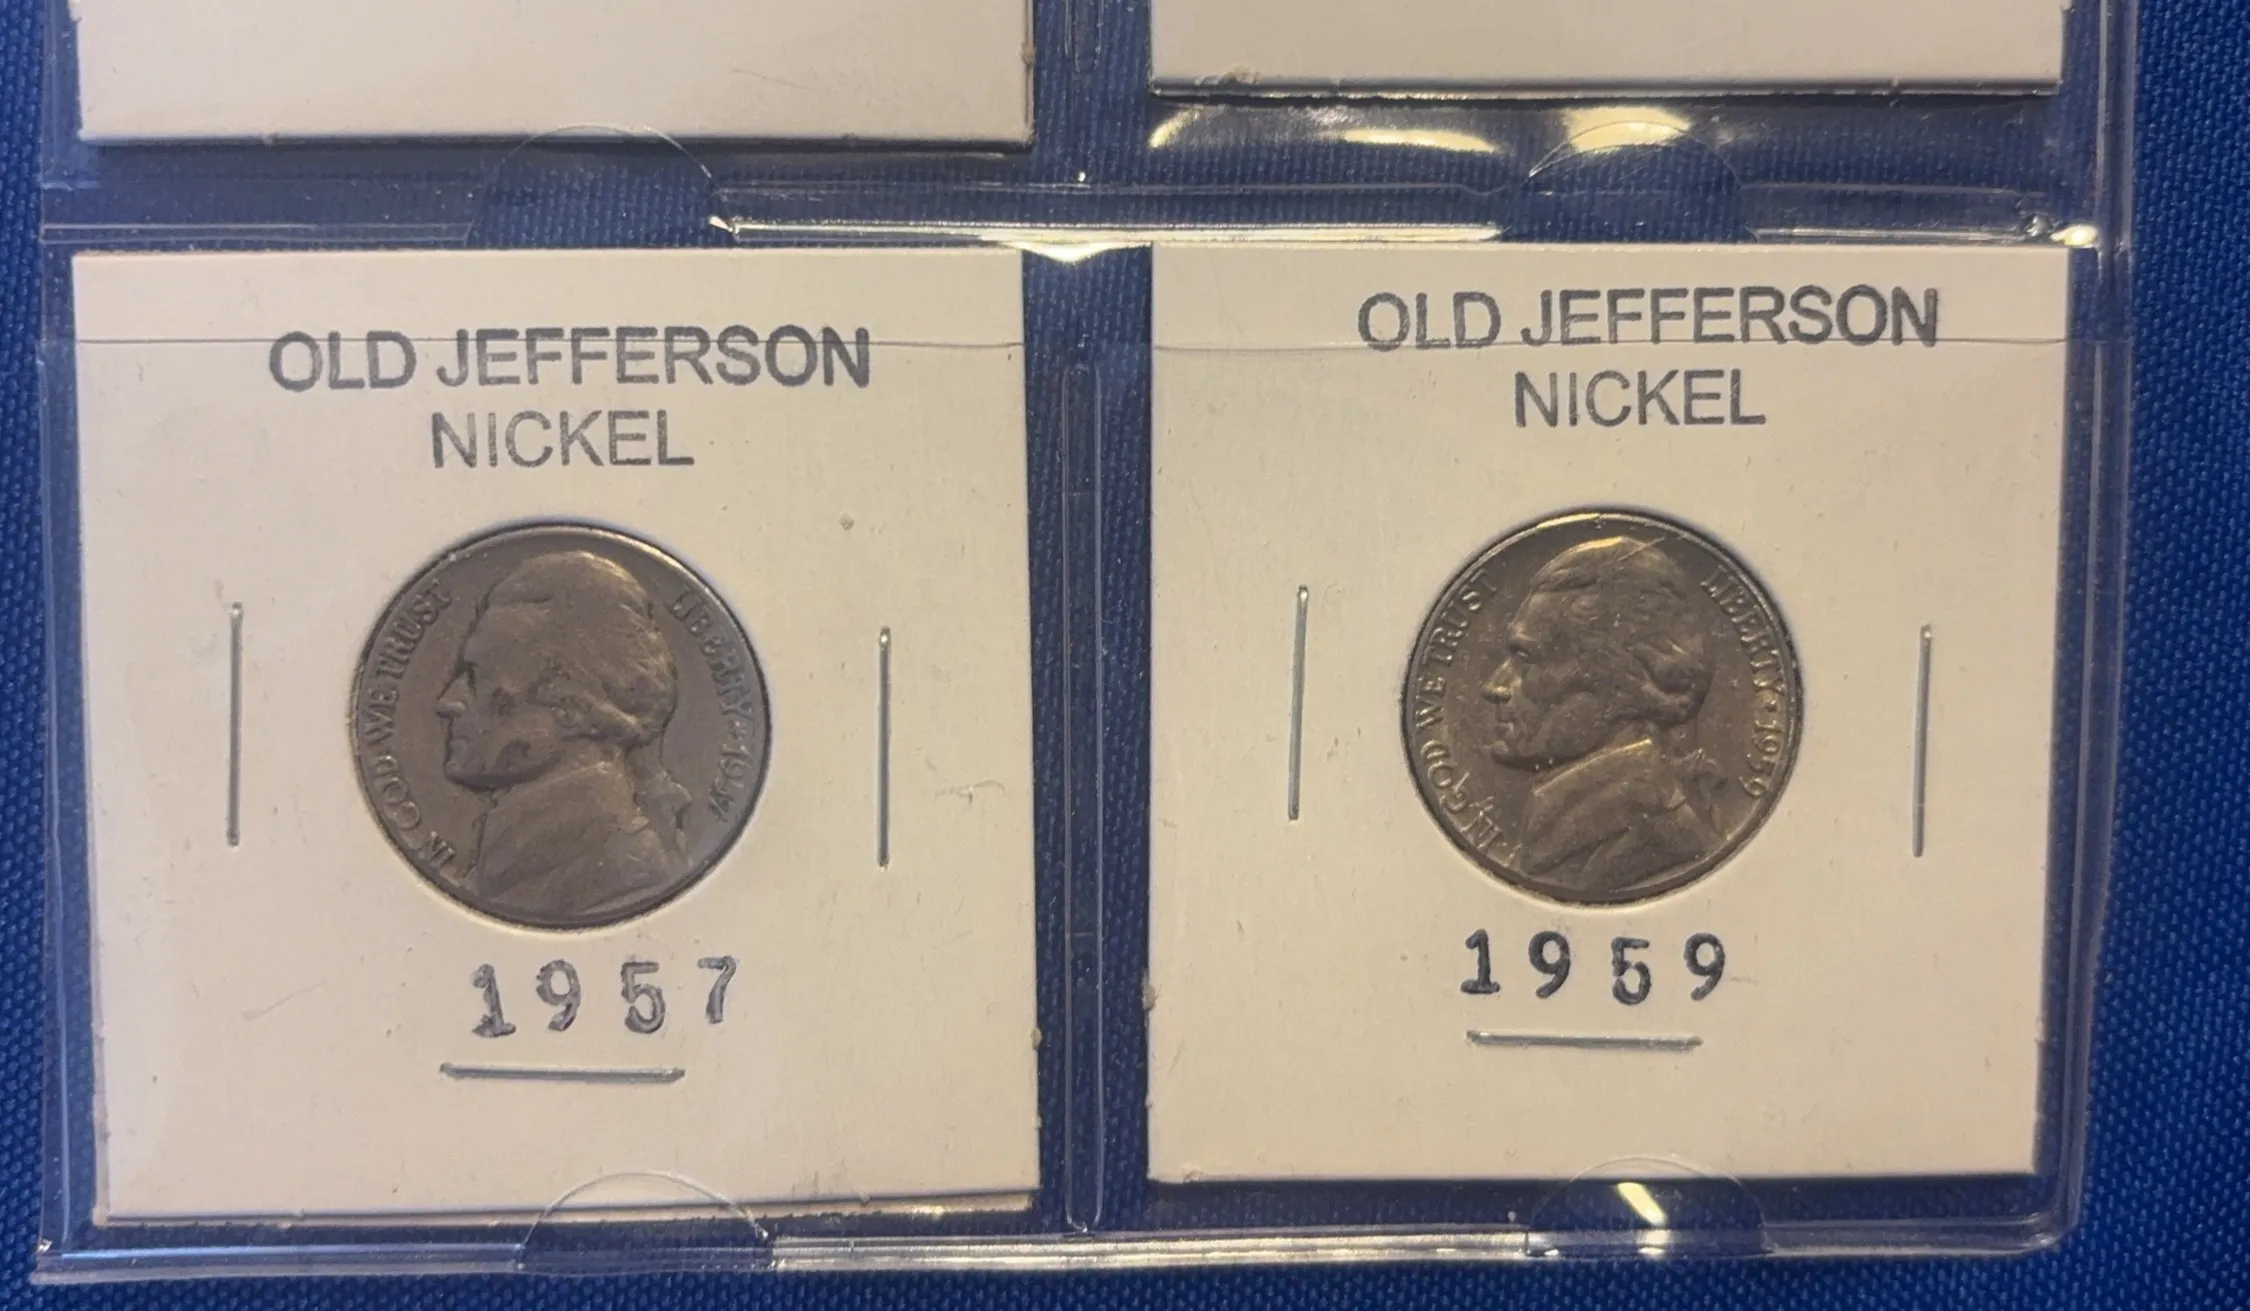 OLD JEFFERSON
NICKEL
IN GOD WE TRUST
LIBERTY • 1957
1957
OLD JEFFERSON
NICKEL
IN GOD WE TRUST
LIBERTY • 1959
1959